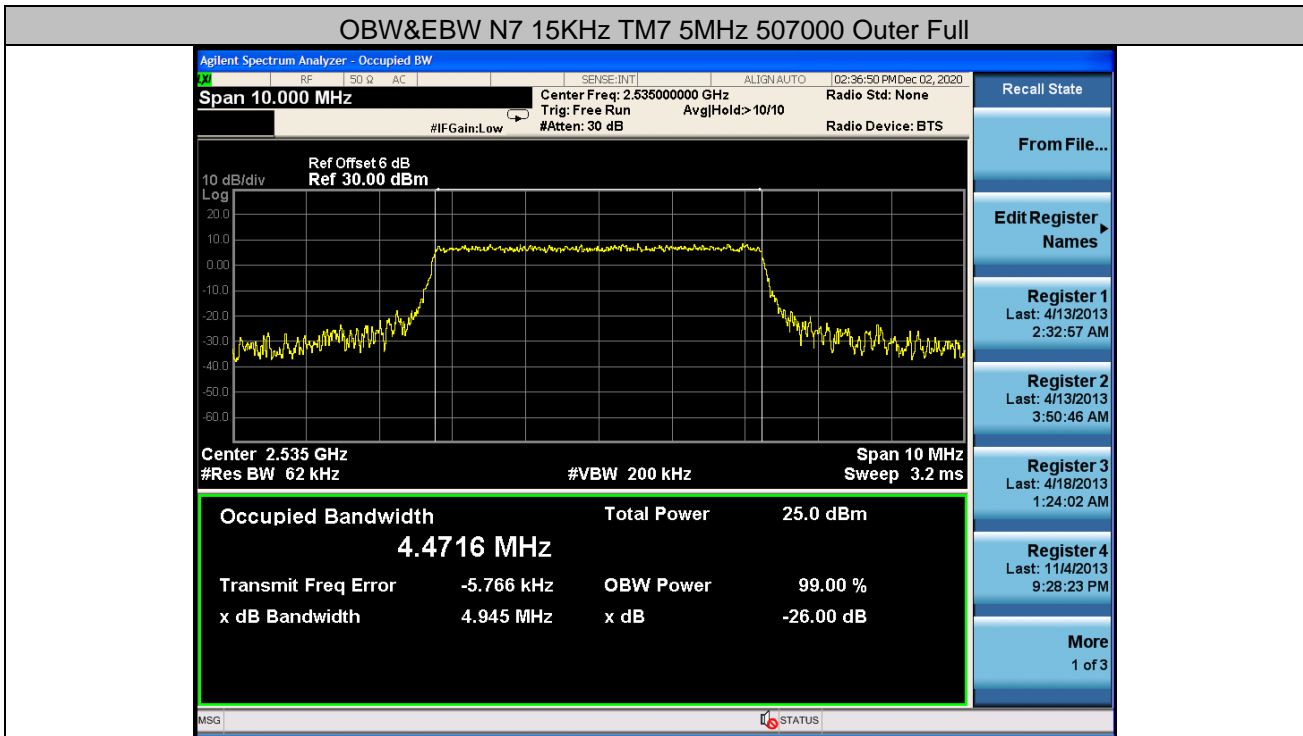 OBW&EBW N7 15KHz TM7 5MHz 507000 Outer Full
Agilent Spectrum Analyzer - Occupied BW
LXI RF 50 Ω AC SENSE:INT ALIGN AUTO 02:36:50 PM Dec 02, 2020
Span 10.000 MHz
Center Freq: 2.535000000 GHz
Radio Std: None
Trig: Free Run Avg|Hold:>10/10
#IFGain:Low #Atten: 30 dB Radio Device: BTS
Ref Offset 6 dB
10 dB/div Ref 30.00 dBm
Log
20.0
10.0
0.00
-10.0
-20.0
-30.0
-40.0
-50.0
-60.0
Center 2.535 GHz Span 10 MHz
#Res BW 62 kHz #VBW 200 kHz Sweep 3.2 ms
Occupied Bandwidth Total Power 25.0 dBm
4.4716 MHz
Transmit Freq Error -5.766 kHz OBW Power 99.00 %
x dB Bandwidth 4.945 MHz x dB -26.00 dB
MSG STATUS
Recall State
From File...
Edit Register
Names
Register 1
Last: 4/13/2013
2:32:57 AM
Register 2
Last: 4/13/2013
3:50:46 AM
Register 3
Last: 4/18/2013
1:24:02 AM
Register 4
Last: 11/4/2013
9:28:23 PM
More
1 of 3